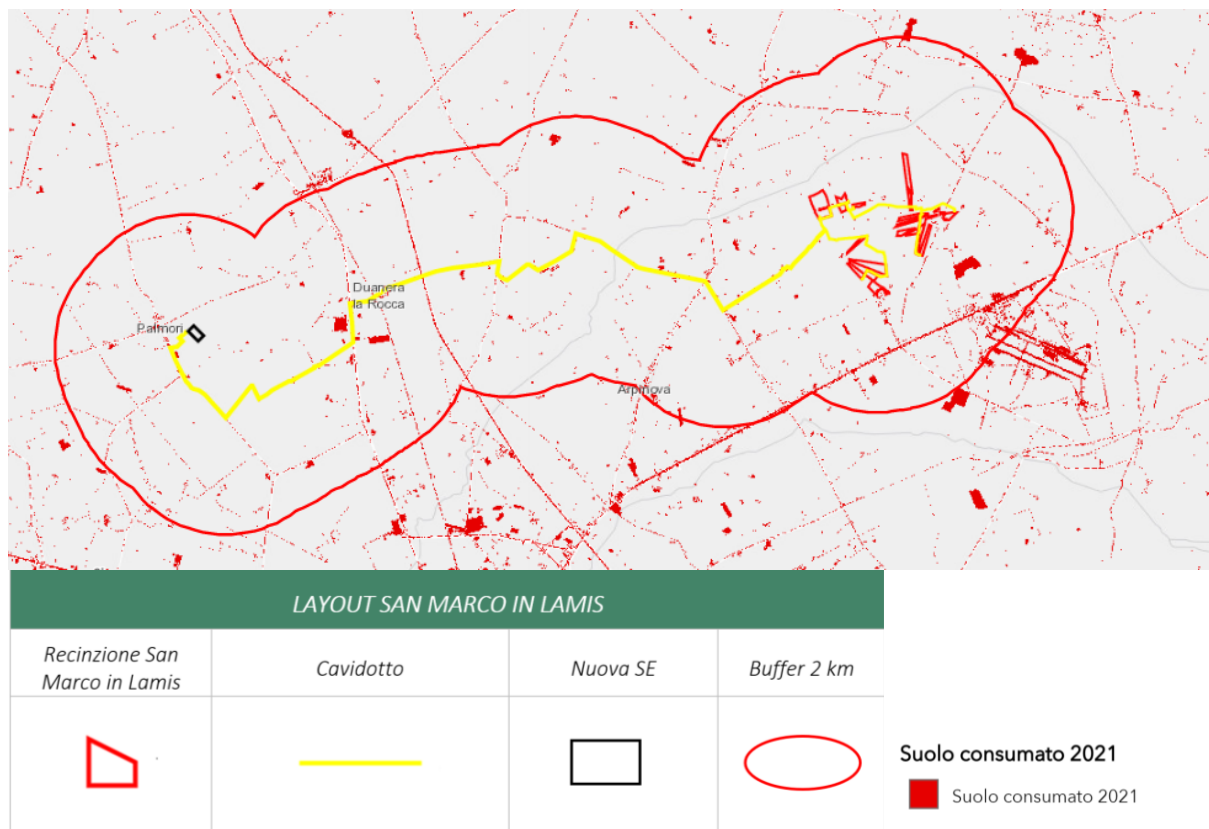 Duanera
la Rocca
Palmori
Arpinova
LAYOUT SAN MARCO IN LAMIS
Recinzione San
Marco in Lamis
Cavidotto
Nuova SE
Buffer 2 km
Suolo consumato 2021
Suolo consumato 2021